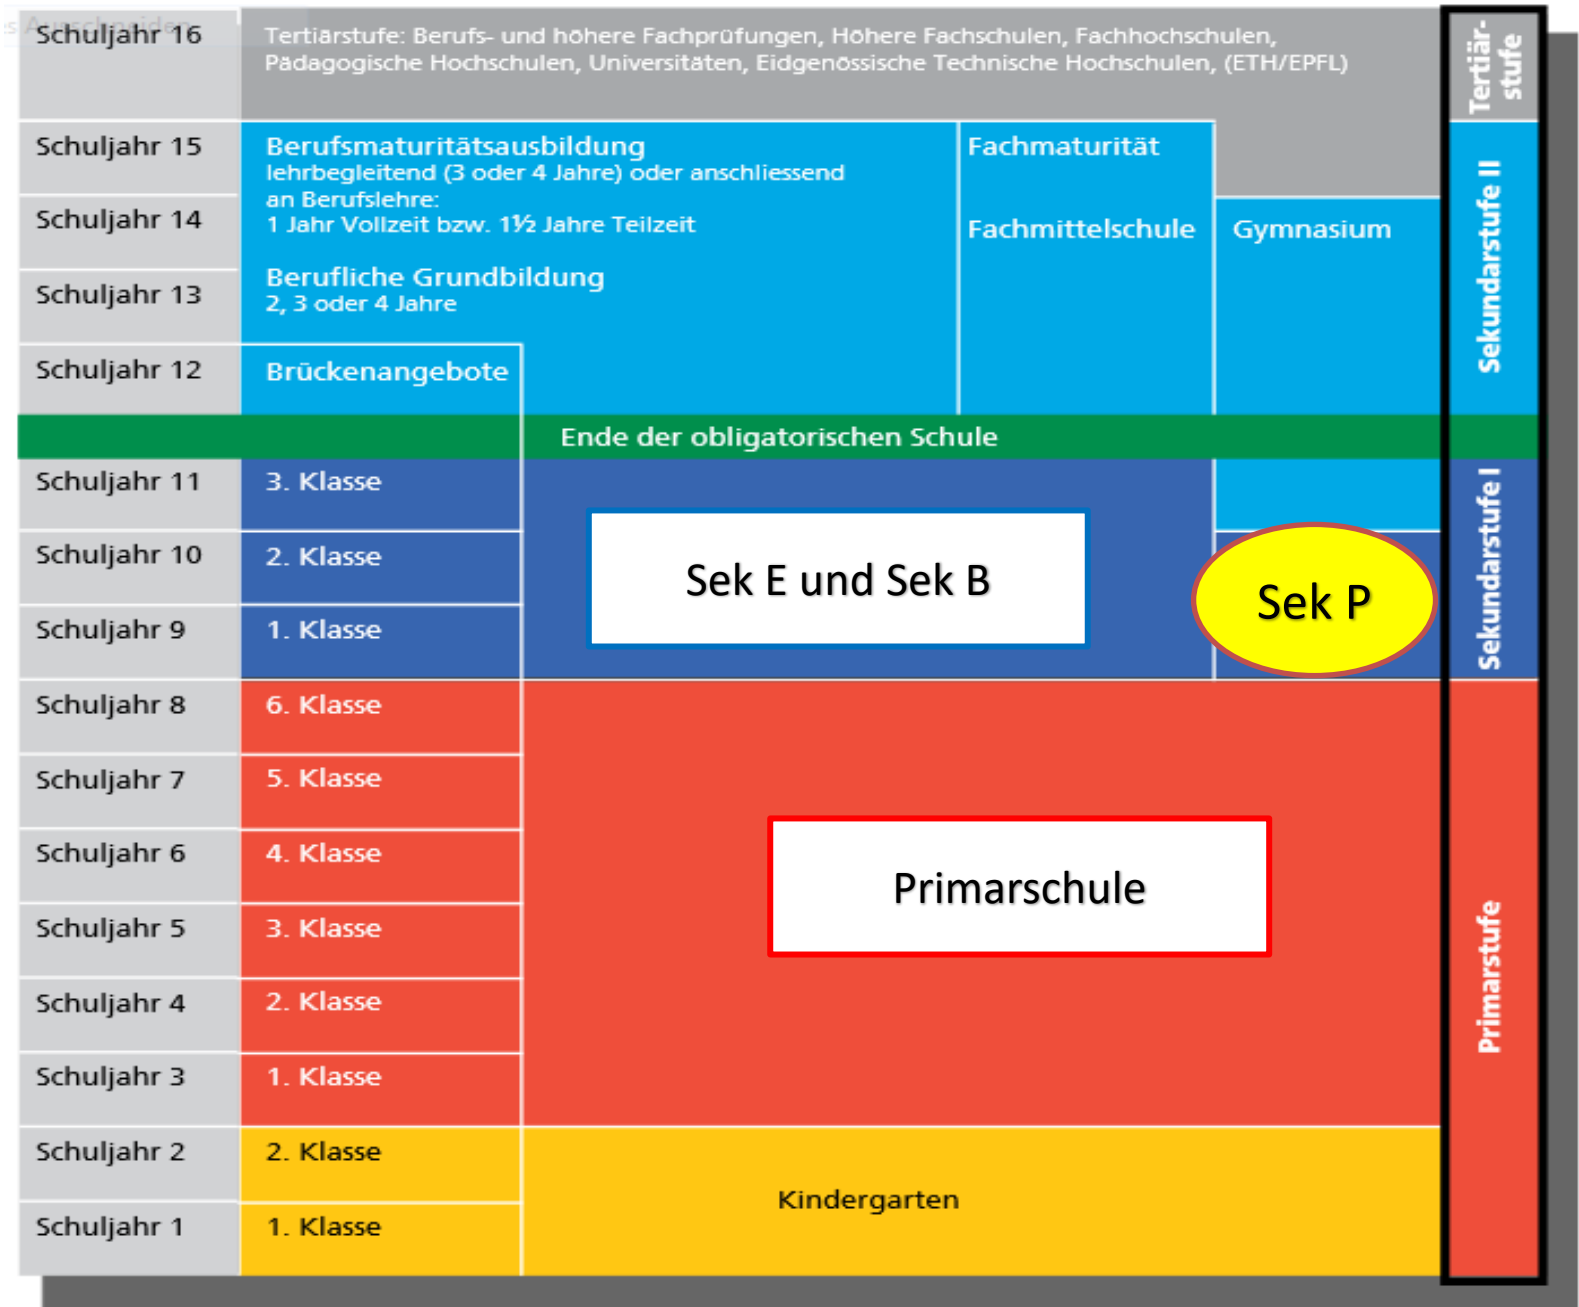 es Ausschneiden
Schuljahr 16
Tertiärstufe: Berufs- und höhere Fachprüfungen, Höhere Fachschulen, Fachhochschulen,
Pädagogische Hochschulen, Universitäten, Eidgenössische Technische Hochschulen, (ETH/EPFL)
Tertiär-
stufe
Schuljahr 15
Berufsmaturitätsausbildung
lehrbegleitend (3 oder 4 Jahre) oder anschliessend
an Berufslehre:
1 Jahr Vollzeit bzw. 1½ Jahre Teilzeit
Fachmaturität
Schuljahr 14
Fachmittelschule
Gymnasium
Sekundarstufe II
Schuljahr 13
Berufliche Grundbildung
2, 3 oder 4 Jahre
Schuljahr 12
Brückenangebote
Ende der obligatorischen Schule
Schuljahr 11
3. Klasse
Schuljahr 10
2. Klasse
Sek E und Sek B
Sek P
Sekundarstufe I
Schuljahr 9
1. Klasse
Schuljahr 8
6. Klasse
Schuljahr 7
5. Klasse
Schuljahr 6
4. Klasse
Primarschule
Schuljahr 5
3. Klasse
Primarstufe
Schuljahr 4
2. Klasse
Schuljahr 3
1. Klasse
Schuljahr 2
2. Klasse
Kindergarten
Schuljahr 1
1. Klasse